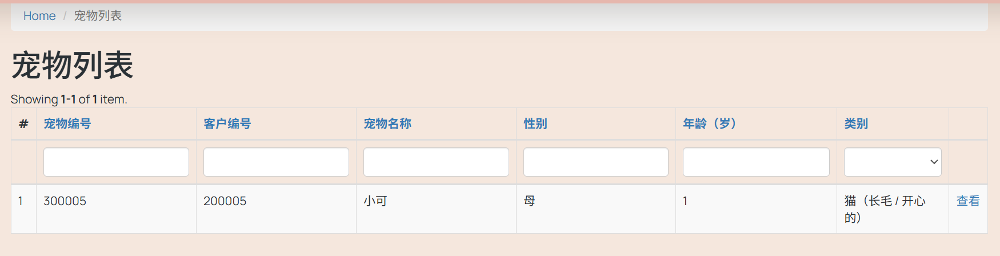 Home / 宠物列表
宠物列表
Showing 1-1 of 1 item.
# 宠物编号 客户编号 宠物名称 性别 年龄（岁） 类别
1 300005 200005 小可 母 1 猫（长毛 / 开心的） 查看